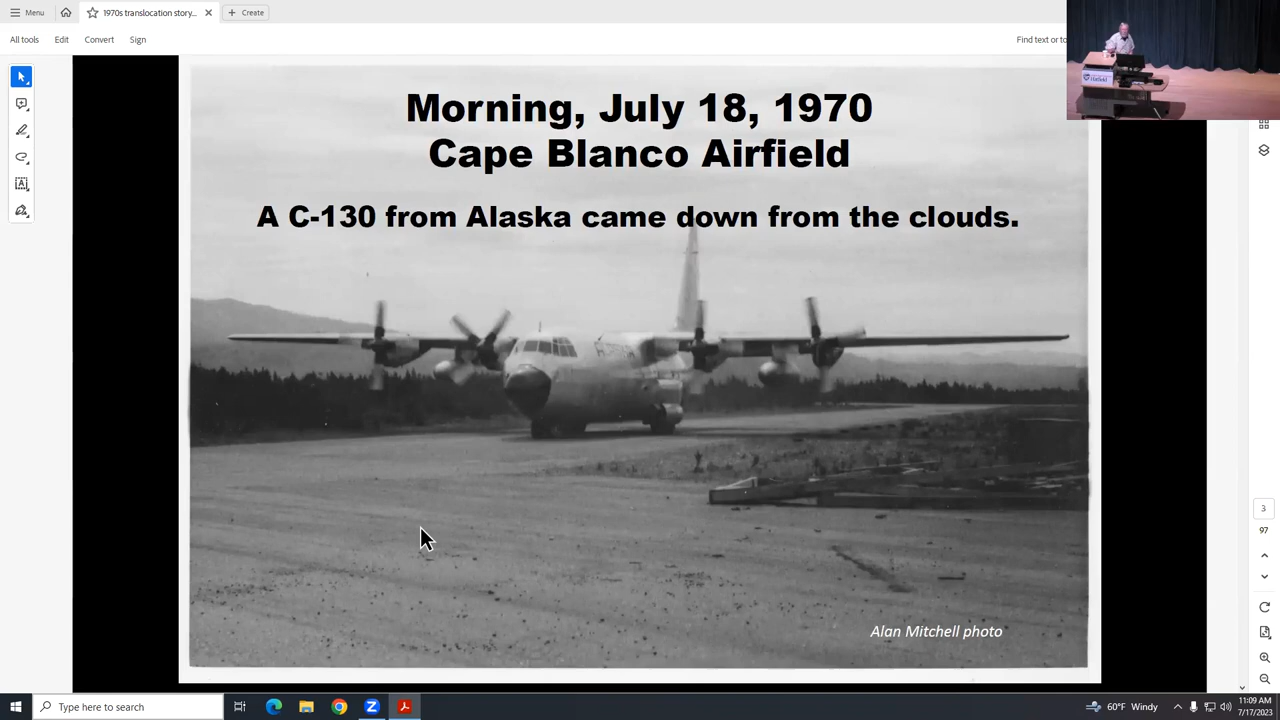 Menu
1970s translocation story...
Create
All tools
Edit
Convert
Sign
Find text or to
Hatfield
Morning, July 18, 1970
Cape Blanco Airfield
A C-130 from Alaska came down from the clouds.
Alan Mitchell photo
3
97
Type here to search
60°F Windy
11:09 AM
7/17/2023